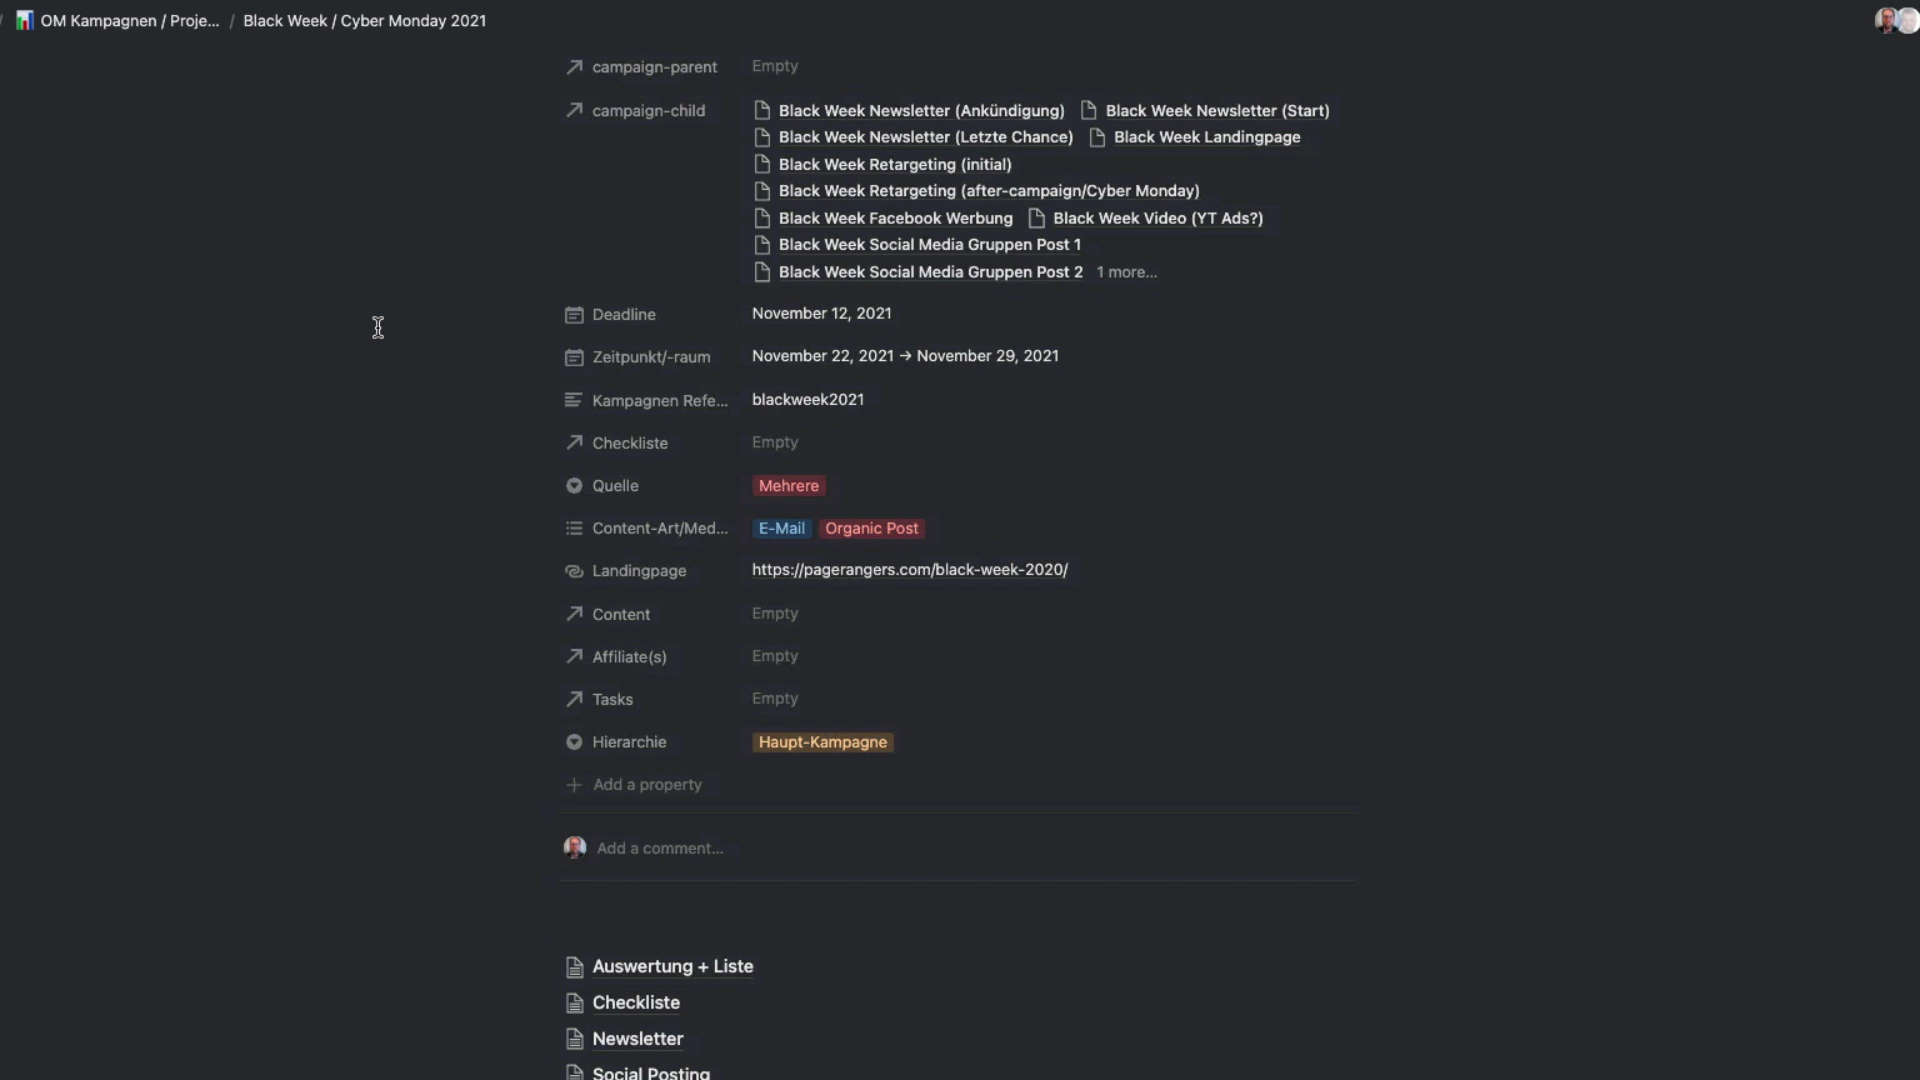 / OM Kampagnen / Proje... / Black Week / Cyber Monday 2021
campaign-parent Empty
campaign-child Black Week Newsletter (Ankündigung) Black Week Newsletter (Start)
Black Week Newsletter (Letzte Chance) Black Week Landingpage
Black Week Retargeting (initial)
Black Week Retargeting (after-campaign/Cyber Monday)
Black Week Facebook Werbung Black Week Video (YT Ads?)
Black Week Social Media Gruppen Post 1
Black Week Social Media Gruppen Post 2 1 more...
Deadline November 12, 2021
Zeitpunkt/-raum November 22, 2021 → November 29, 2021
Kampagnen Refe... blackweek2021
Checkliste Empty
Quelle Mehrere
Content-Art/Med... E-Mail Organic Post
Landingpage https://pagerangers.com/black-week-2020/
Content Empty
Affiliate(s) Empty
Tasks Empty
Hierarchie Haupt-Kampagne
Add a property
Add a comment...
Auswertung + Liste
Checkliste
Newsletter
Social Posting